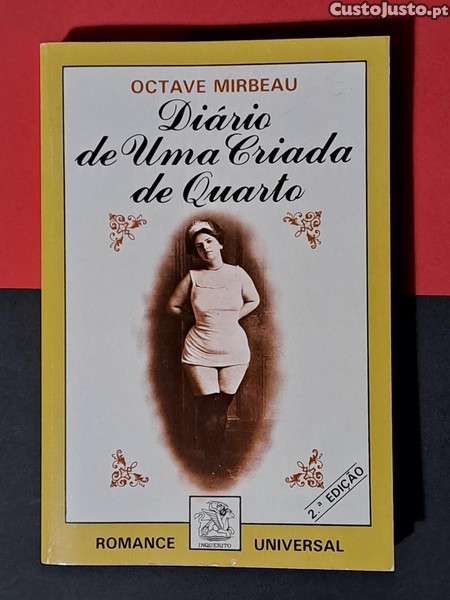 CustoJusto.pt
OCTAVE MIRBEAU
Diário
de Uma Criada
de Quarto
2.ª EDIÇÃO
INQUÉRITO
ROMANCE UNIVERSAL